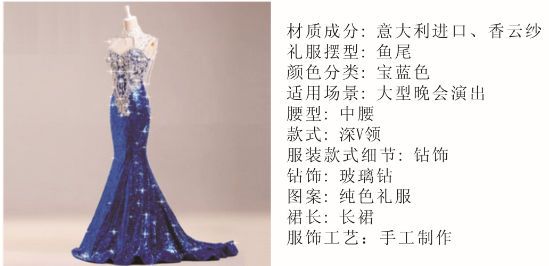 材质成分: 意大利进口、香云纱
礼服摆型: 鱼尾
颜色分类: 宝蓝色
适用场景: 大型晚会演出
腰型: 中腰
款式: 深V领
服装款式细节: 钻饰
钻饰: 玻璃钻
图案: 纯色礼服
裙长: 长裙
服饰工艺: 手工制作